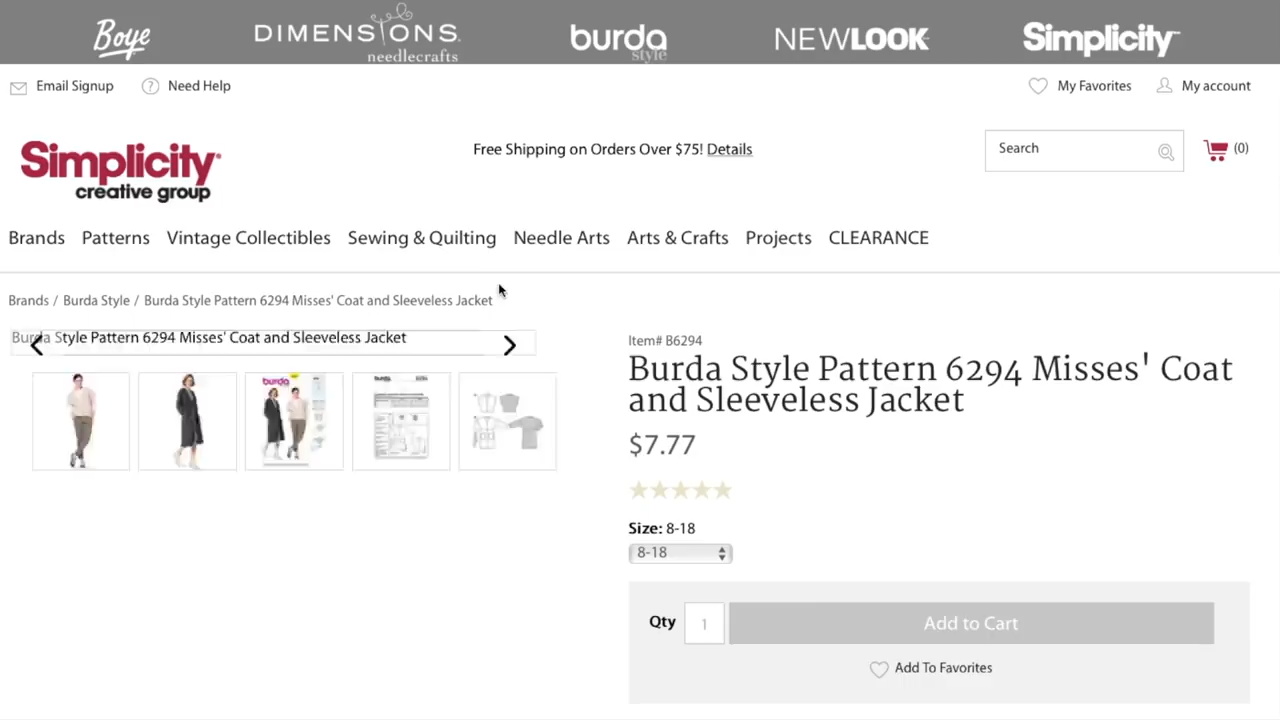 Boye
DIMENSIONS
needlecrafts
burda
style
NEWLOOK
Simplicity
Email Signup
? Need Help
My Favorites
My account
Simplicity
creative group
Free Shipping on Orders Over $75! Details
Search
(0)
Brands Patterns Vintage Collectibles Sewing & Quilting Needle Arts Arts & Crafts Projects CLEARANCE
Brands / Burda Style / Burda Style Pattern 6294 Misses' Coat and Sleeveless Jacket
Burda Style Pattern 6294 Misses' Coat and Sleeveless Jacket
burda
Item# B6294
Burda Style Pattern 6294 Misses' Coat
and Sleeveless Jacket
$7.77
Size: 8-18
8-18
Qty 1 Add to Cart
Add To Favorites